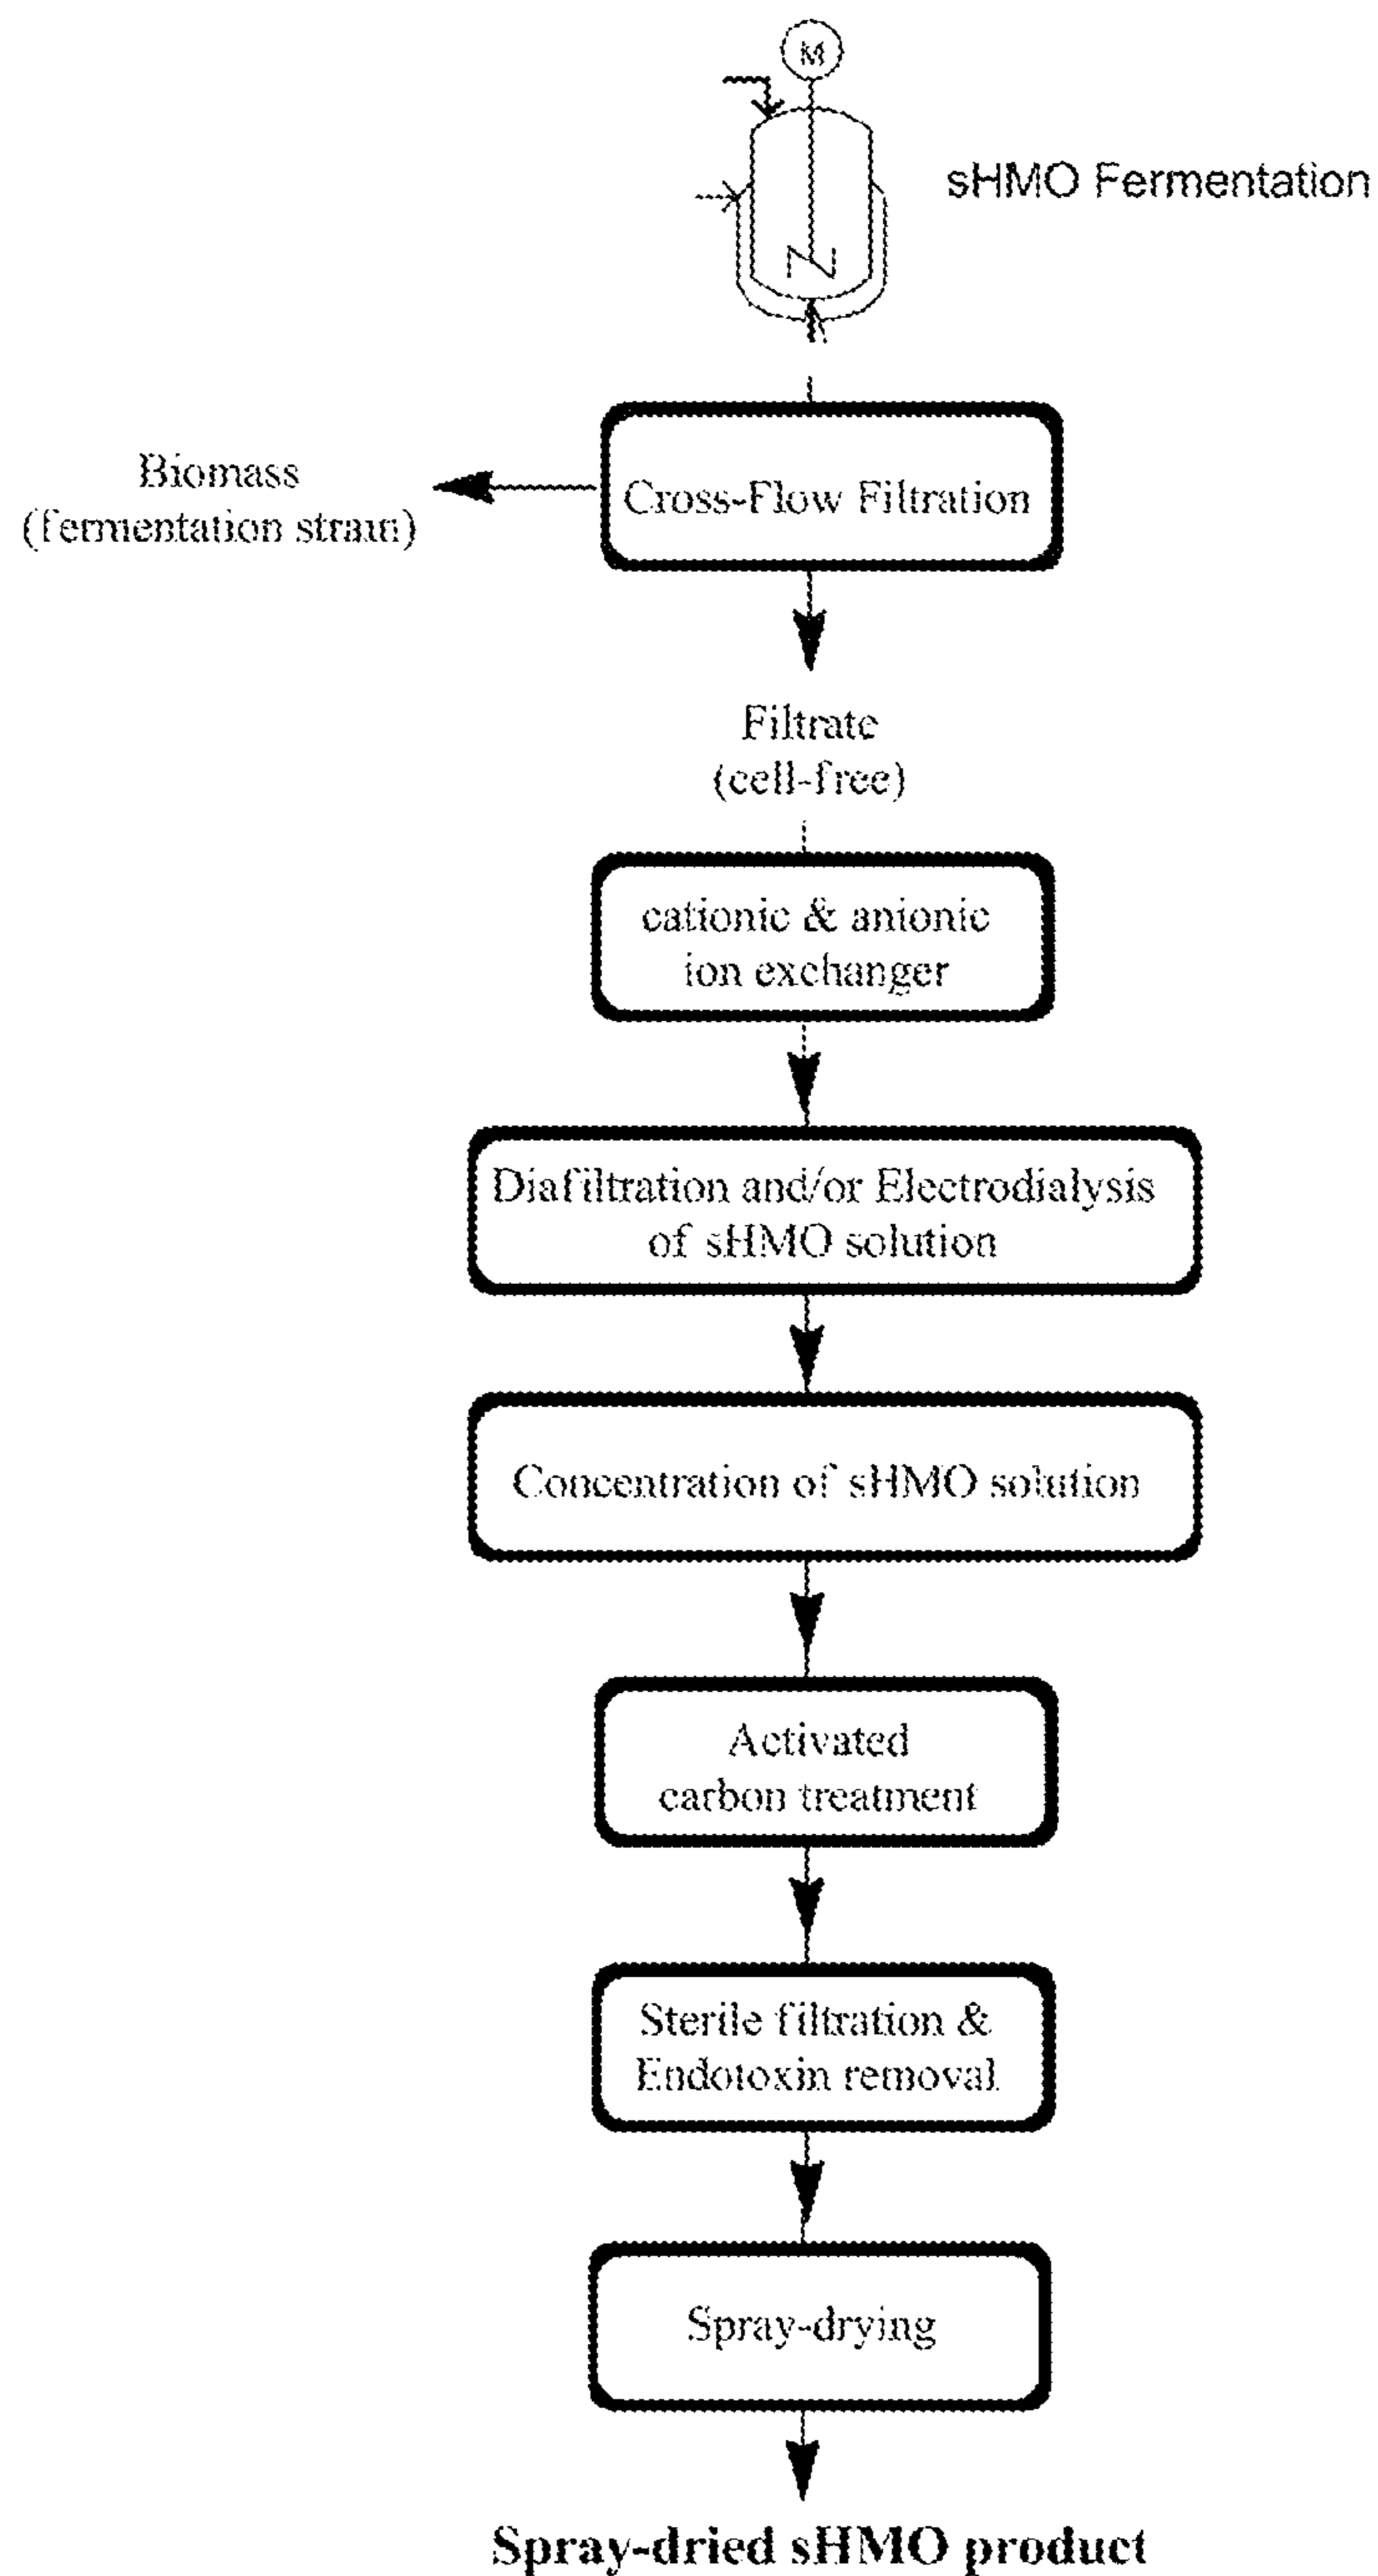 M
sHMO Fermentation
Cross-Flow Filtration
Biomass
(fermentation strain)
Filtrate
(cell-free)
cationic & anionic
ion exchanger
Diafiltration and/or Electrodialysis
of sHMO solution
Concentration of sHMO solution
Activated
carbon treatment
Sterile filtration &
Endotoxin removal
Spray-drying
Spray-dried sHMO product